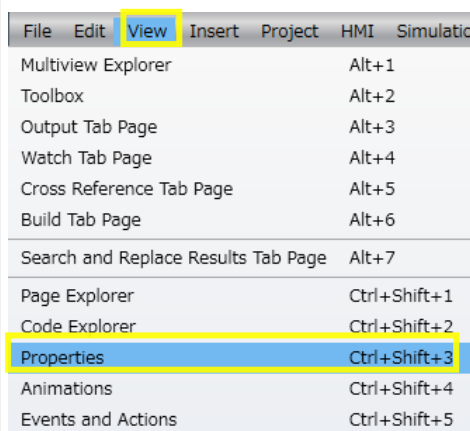 File Edit View Insert Project HMI
Multiview Explorer Alt+1
Toolbox Alt+2
Output Tab Page Alt+3
Watch Tab Page Alt+4
Cross Reference Tab Page Alt+5
Build Tab Page Alt+6
Search and Replace Results Tab Page Alt+7
Page Explorer Ctrl+Shift+1
Code Explorer Ctrl+Shift+2
Properties Ctrl+Shift+3
Animations Ctrl+Shift+4
Events and Actions Ctrl+Shift+5